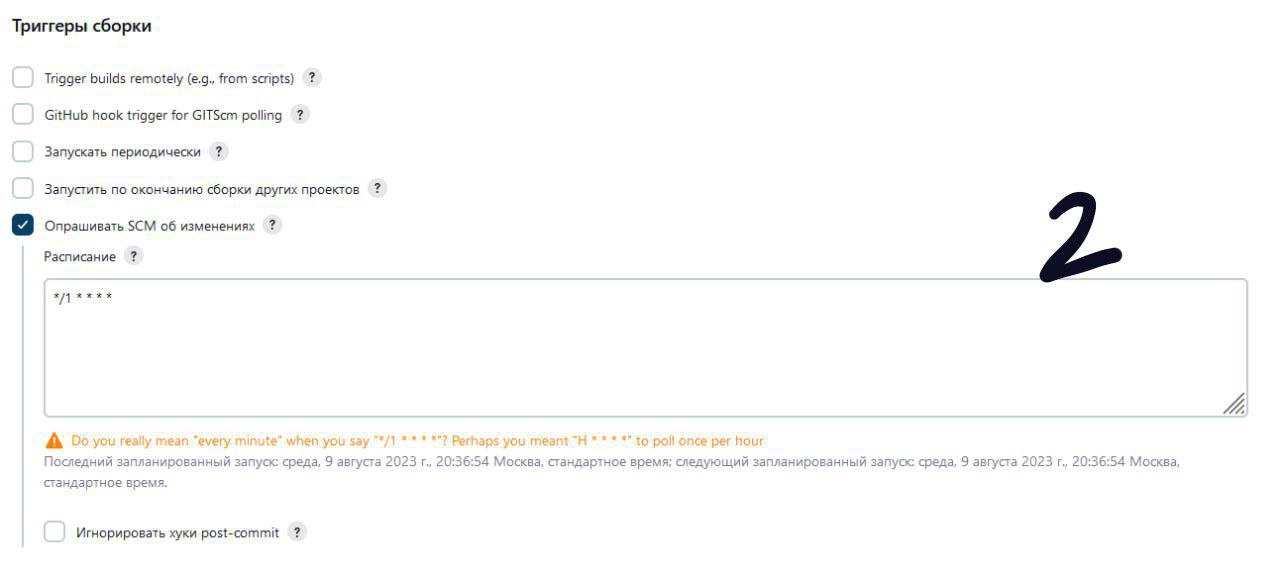 Триггеры сборки
Trigger builds remotely (e.g., from scripts) ?
GitHub hook trigger for GITScm polling ?
Запускать периодически ?
Запустить по окончанию сборки других проектов ?
Опрашивать SCM об изменениях ?
Расписание ?
2
*/1 * * * *
Do you really mean "every minute" when you say "*/1 * * * *"? Perhaps you meant "H * * * *" to poll once per hour
Последний запланированный запуск: среда, 9 августа 2023 г., 20:36:54 Москва, стандартное время; следующий запланированный запуск: среда, 9 августа 2023 г., 20:36:54 Москва,
стандартное время.
Игнорировать хуки post-commit ?